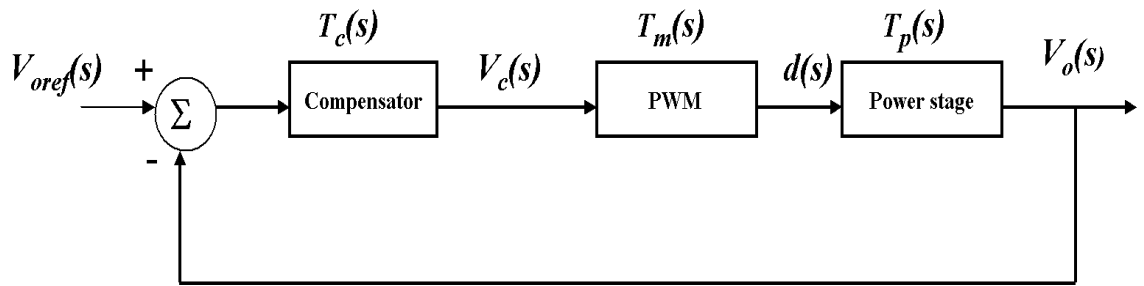 T_c(s) T_m(s) T_p(s)
V_oref(s) + V_c(s) d(s) V_o(s)
Σ Compensator PWM Power stage
-